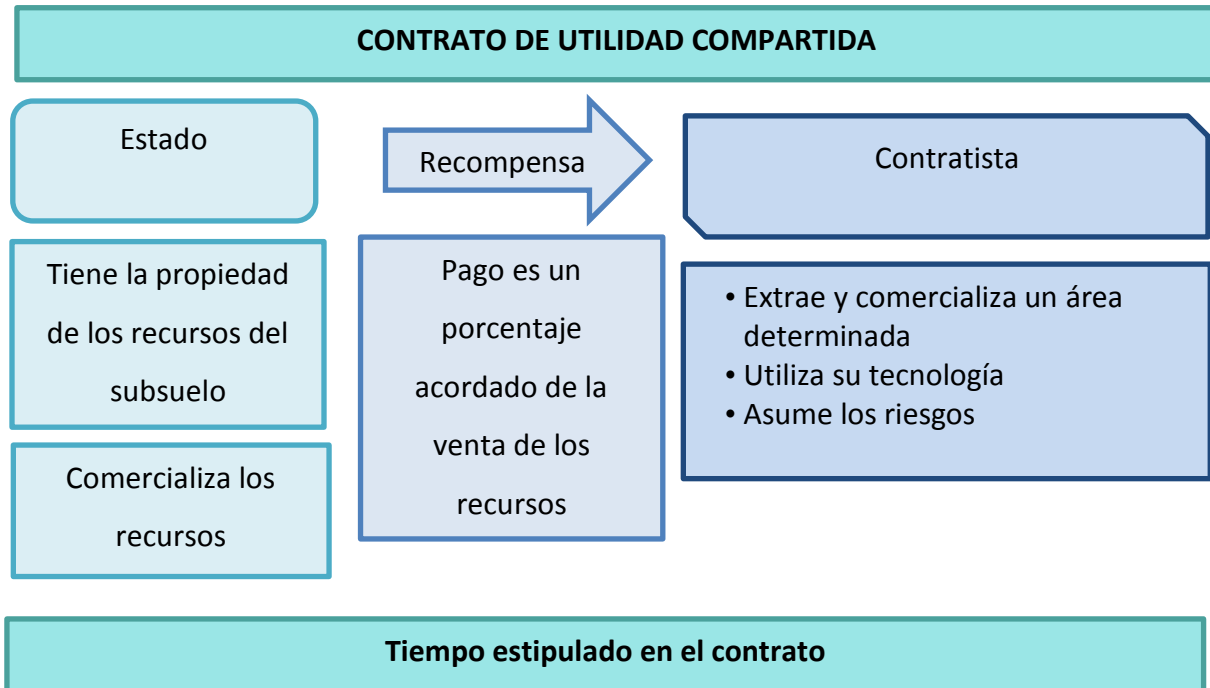 CONTRATO DE UTILIDAD COMPARTIDA
Estado
Recompensa
Contratista
Tiene la propiedad
de los recursos del
subsuelo
Comercializa los
recursos
Pago es un
porcentaje
acordado de la
venta de los
recursos
• Extrae y comercializa un área
determinada
• Utiliza su tecnología
• Asume los riesgos
Tiempo estipulado en el contrato